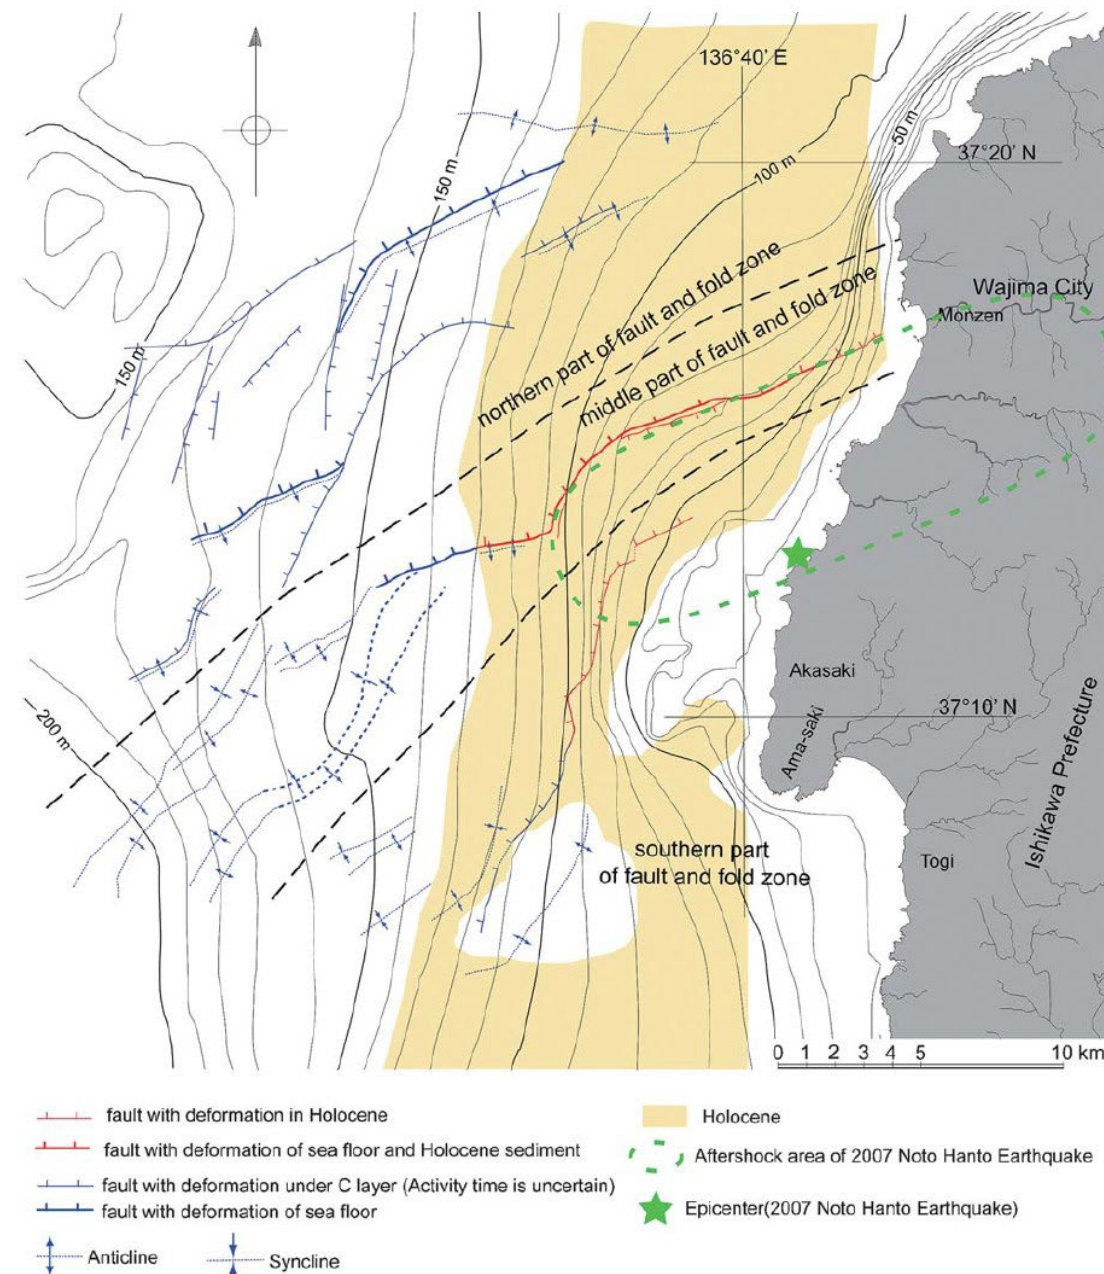 136°40' E
50 m
37°20' N
150 m
100 m
northern part of fault and fold zone
middle part of fault and fold zone
Wajima City
Monzen
150 m
200 m
Akasaki
37°10' N
Ama-saki
Ishikawa Prefecture
Togi
southern part
of fault and fold zone
0 1 2 3 4 5 10 km
fault with deformation in Holocene
fault with deformation of sea floor and Holocene sediment
fault with deformation under C layer (Activity time is uncertain)
fault with deformation of sea floor
Anticline
Syncline
Holocene
Aftershock area of 2007 Noto Hanto Earthquake
Epicenter(2007 Noto Hanto Earthquake)